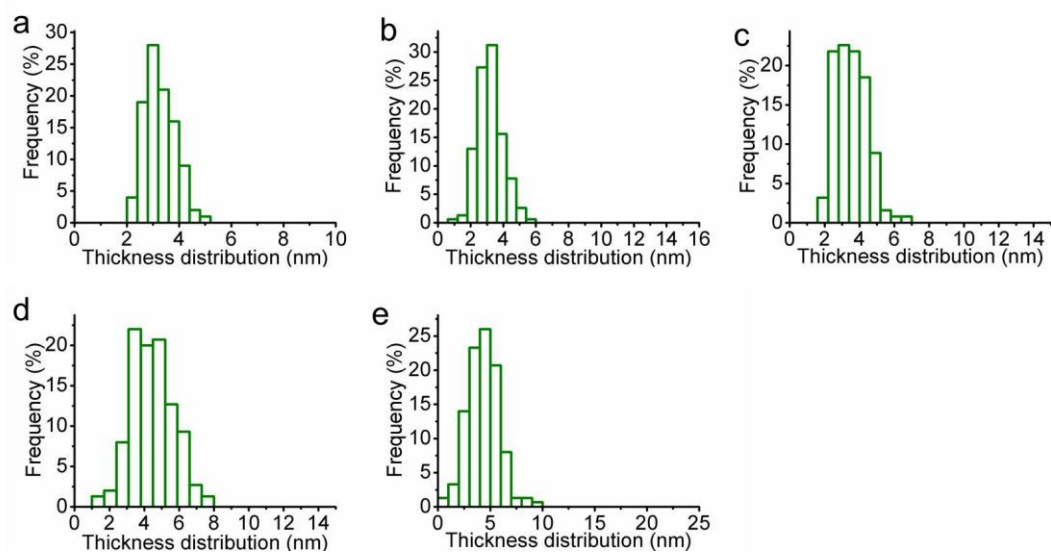 a
Frequency (%)
30
25
20
15
10
5
0
0 2 4 6 8 10
Thickness distribution (nm)
b
Frequency (%)
30
25
20
15
10
5
0
0 2 4 6 8 10 12 14 16
Thickness distribution (nm)
c
Frequency (%)
20
15
10
5
0
0 2 4 6 8 10 12 14
Thickness distribution (nm)
d
Frequency (%)
20
15
10
5
0
0 2 4 6 8 10 12 14
Thickness distribution (nm)
e
Frequency (%)
25
20
15
10
5
0
0 5 10 15 20 25
Thickness distribution (nm)